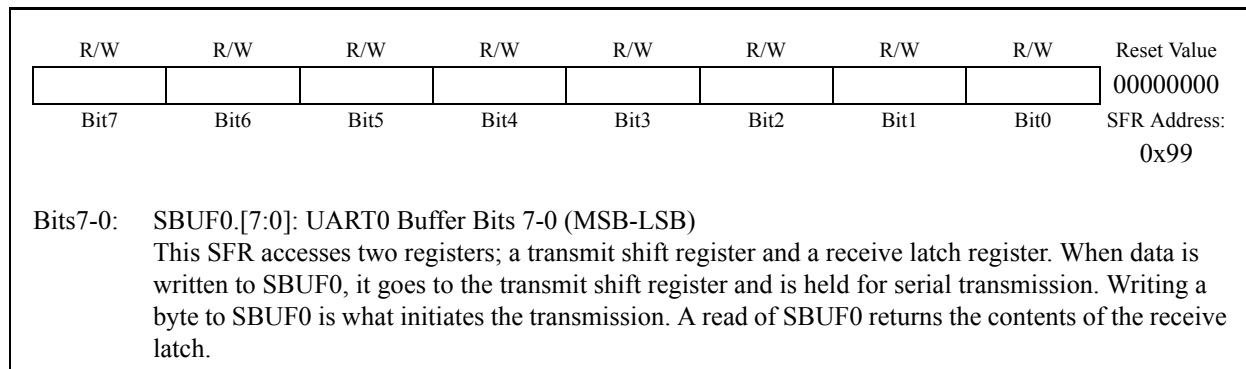 R/W R/W R/W R/W R/W R/W R/W R/W Reset Value
00000000
Bit7 Bit6 Bit5 Bit4 Bit3 Bit2 Bit1 Bit0 SFR Address:
0x99
Bits7-0: SBUF0.[7:0]: UART0 Buffer Bits 7-0 (MSB-LSB)
This SFR accesses two registers; a transmit shift register and a receive latch register. When data is
written to SBUF0, it goes to the transmit shift register and is held for serial transmission. Writing a
byte to SBUF0 is what initiates the transmission. A read of SBUF0 returns the contents of the receive
latch.